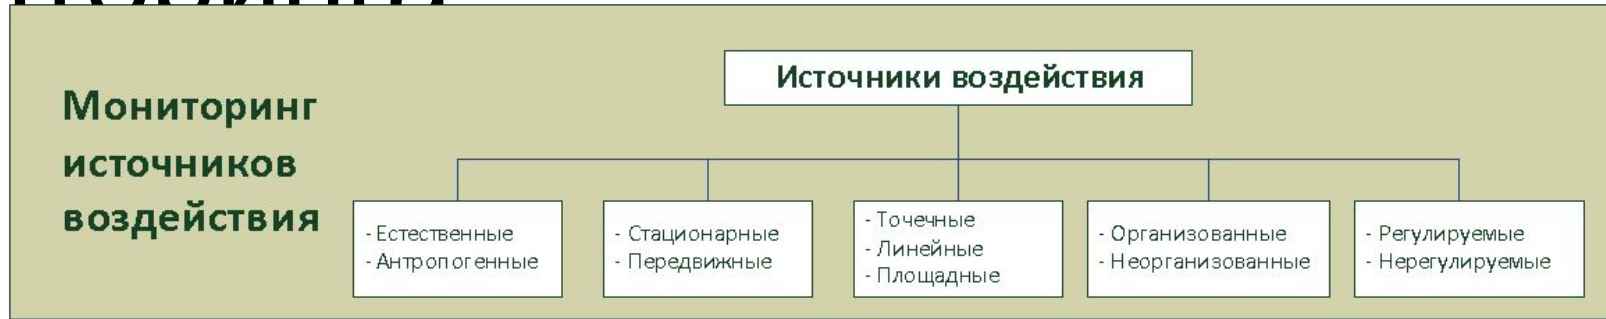 Мониторинг
источников
воздействия
Источники воздействия
- Естественные
- Антропогенные
- Стационарные
- Передвижные
- Точечные
- Линейные
- Площадные
- Организованные
- Неорганизованные
- Регулируемые
- Нерегулируемые